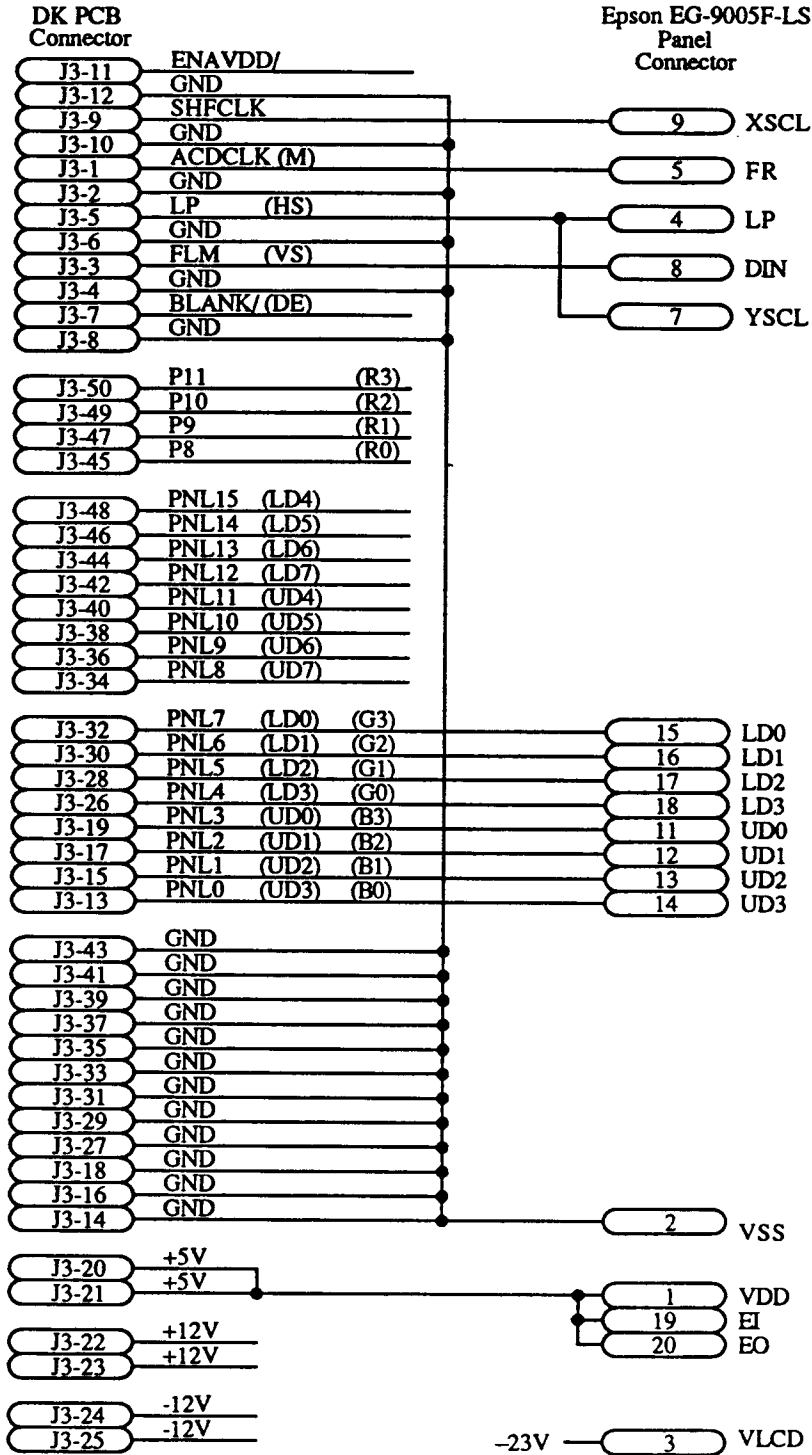 DK PCB Connector
Epson EG-9005F-LS Panel Connector
J3-11 ENAVDD/
J3-12 GND
J3-9 SHFCLK 9 XSCL
J3-10 GND
J3-1 ACDCLK (M) 5 FR
J3-2 GND
J3-5 LP (HS) 4 LP
J3-6 GND
J3-3 FLM (VS) 8 DIN
J3-4 GND
J3-7 BLANK/ (DE) 7 YSCL
J3-8 GND
J3-50 P11 (R3)
J3-49 P10 (R2)
J3-47 P9 (R1)
J3-45 P8 (R0)
J3-48 PNL15 (LD4)
J3-46 PNL14 (LD5)
J3-44 PNL13 (LD6)
J3-42 PNL12 (LD7)
J3-40 PNL11 (UD4)
J3-38 PNL10 (UD5)
J3-36 PNL9 (UD6)
J3-34 PNL8 (UD7)
J3-32 PNL7 (LD0) (G3) 15 LD0
J3-30 PNL6 (LD1) (G2) 16 LD1
J3-28 PNL5 (LD2) (G1) 17 LD2
J3-26 PNL4 (LD3) (G0) 18 LD3
J3-19 PNL3 (UD0) (B3) 11 UD0
J3-17 PNL2 (UD1) (B2) 12 UD1
J3-15 PNL1 (UD2) (B1) 13 UD2
J3-13 PNL0 (UD3) (B0) 14 UD3
J3-43 GND
J3-41 GND
J3-39 GND
J3-37 GND
J3-35 GND
J3-33 GND
J3-31 GND
J3-29 GND
J3-27 GND
J3-18 GND
J3-16 GND
J3-14 GND 2 VSS
J3-20 +5V
J3-21 +5V 1 VDD
19 EI
J3-22 +12V 20 EO
J3-23 +12V
J3-24 -12V
J3-25 -12V –23V 3 VLCD